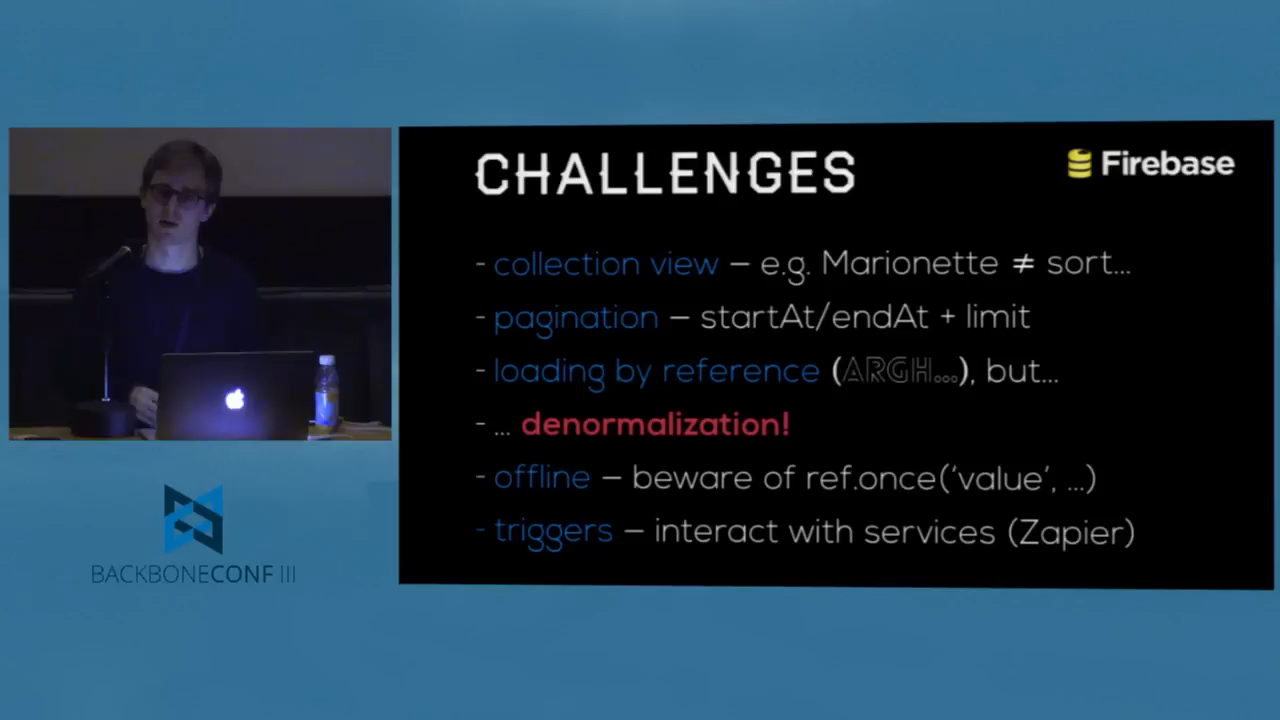 CHALLENGES
Firebase
- collection view – e.g. Marionette ≠ sort...
- pagination – startAt/endAt + limit
- loading by reference (ARGH...), but...
- ... denormalization!
- offline – beware of ref.once('value', ...)
- triggers – interact with services (Zapier)
BACKBONECONF III